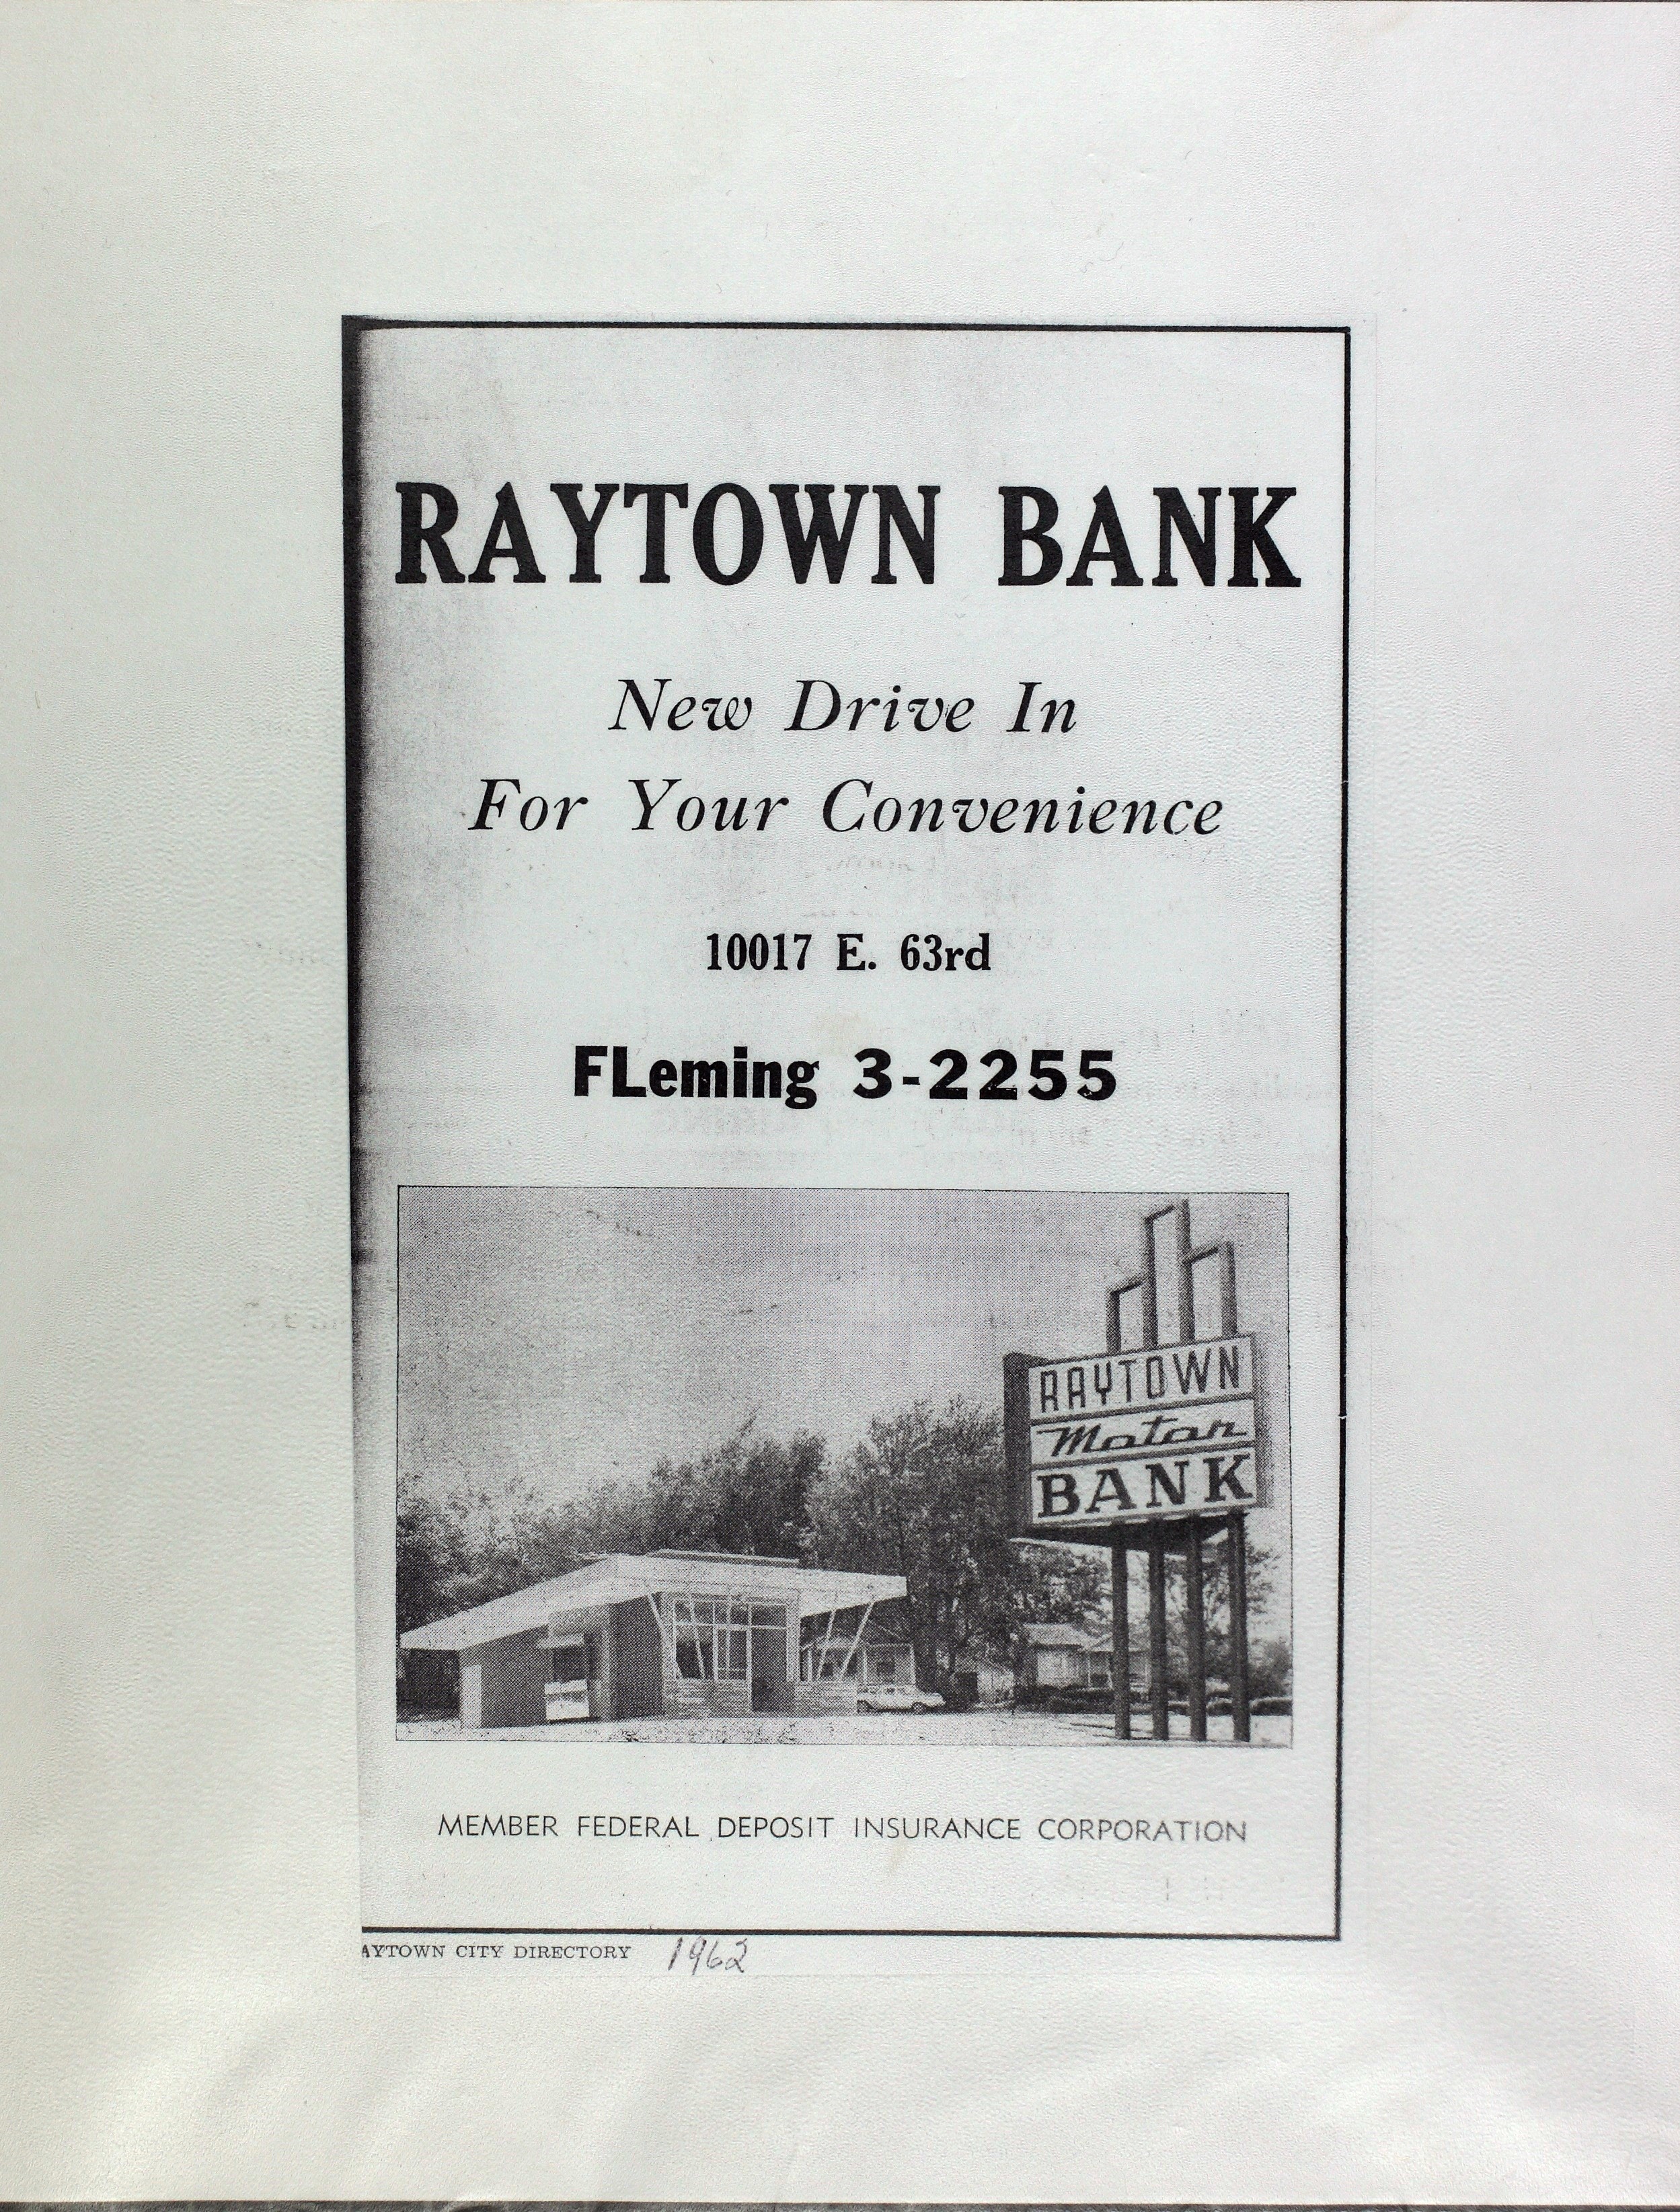 RAYTOWN BANK
New Drive In
For Your Convenience
10017 E. 63rd
FLeming 3-2255
RAYTOWN
Motor
BANK
MEMBER FEDERAL DEPOSIT INSURANCE CORPORATION
AYTOWN CITY DIRECTORY 1962